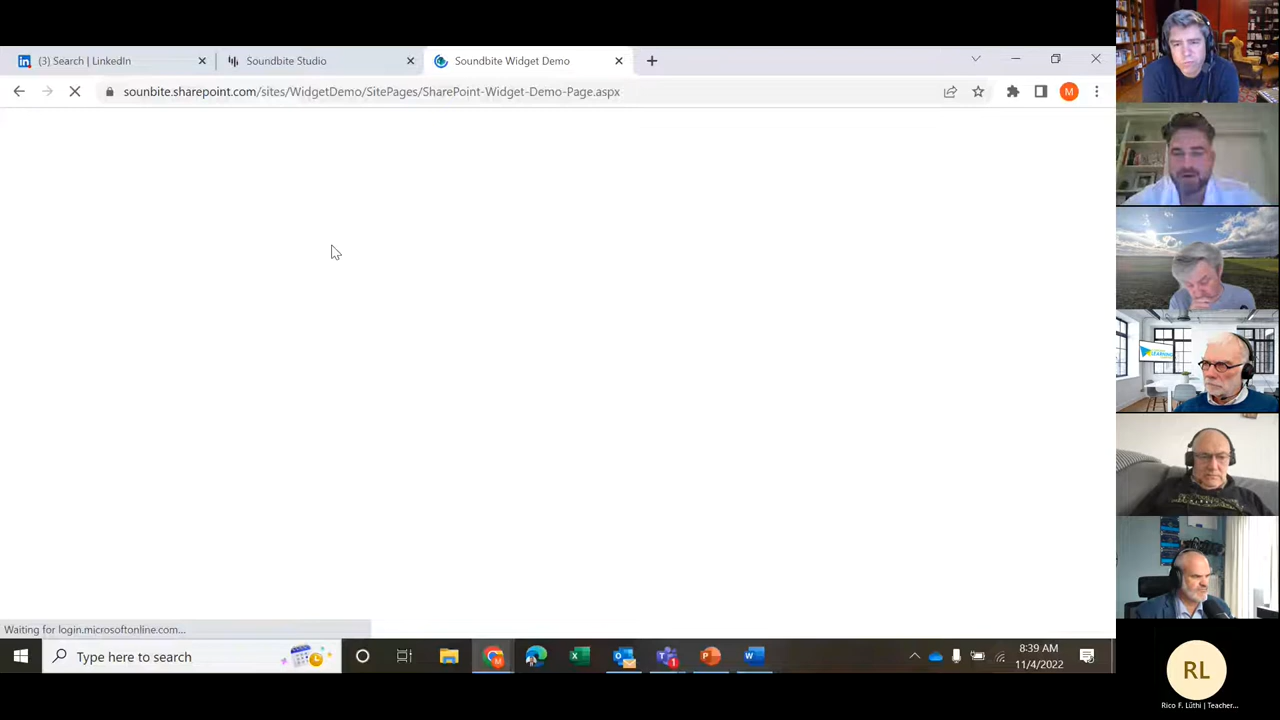 (3) Search | LinkedIn
Soundbite Studio
Soundbite Widget Demo
sounbite.sharepoint.com/sites/WidgetDemo/SitePages/SharePoint-Widget-Demo-Page.aspx
M
LEARNING
Waiting for login.microsoftonline.com...
Type here to search
1
8:39 AM
11/4/2022
RL
Rico F. Lüthi | Teacher...